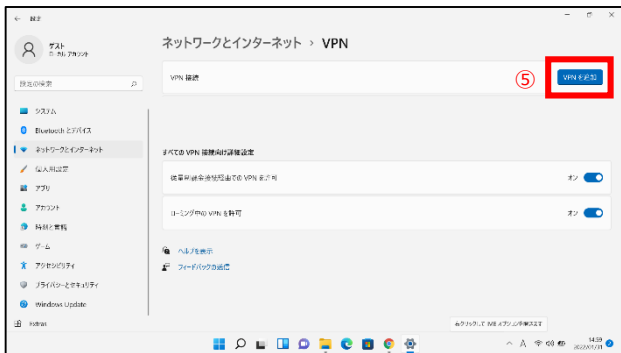 ← 設定
ゲスト
ローカル アカウント
設定の検索
システム
Bluetooth とデバイス
ネットワークとインターネット
個人用設定
アプリ
アカウント
時刻と言語
ゲーム
アクセシビリティ
プライバシーとセキュリティ
Windows Update
ネットワークとインターネット › VPN
VPN 接続
⑤
VPN を追加
すべての VPN 接続向け詳細設定
従量制課金接続経由での VPN を許可
オン
ローミング中の VPN を許可
オン
ヘルプを表示
フィードバックの送信
A
14:59
2022/01/31